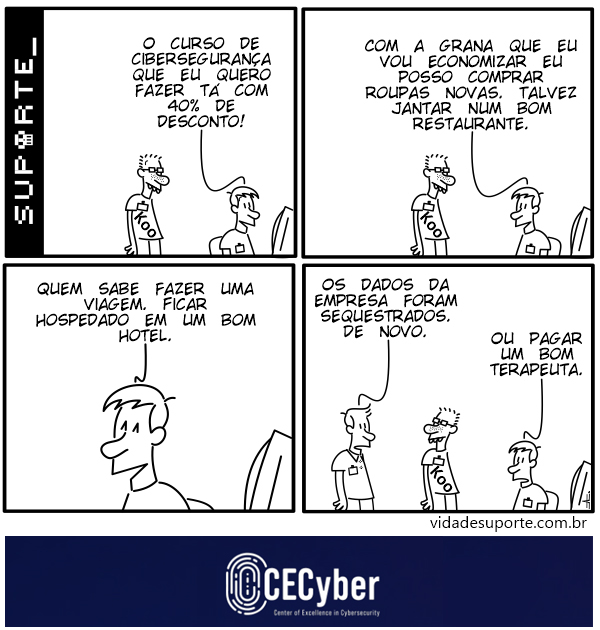 SUPORTE_
O CURSO DE
CIBERSEGURANÇA
QUE EU QUERO
FAZER TÁ COM
40% DE
DESCONTO!
KOO
COM A GRANA QUE EU
VOU ECONOMIZAR EU
POSSO COMPRAR
ROUPAS NOVAS. TALVEZ
JANTAR NUM BOM
RESTAURANTE.
KOO
QUEM SABE FAZER UMA
VIAGEM. FICAR
HOSPEDADO EM UM BOM
HOTEL.
OS DADOS DA
EMPRESA FORAM
SEQUESTRADOS.
DE NOVO.
OU PAGAR
UM BOM
TERAPEUTA.
KOO
vidadesuporte.com.br
CECyber
Center of Excellence in Cybersecurity